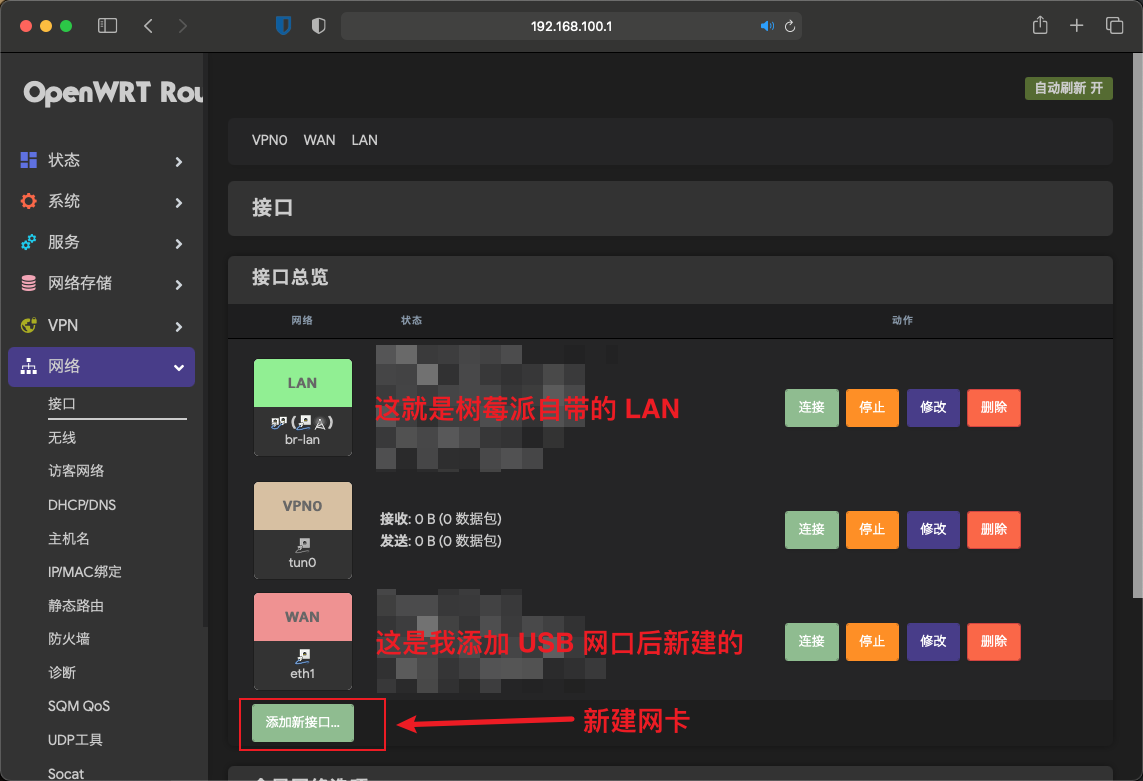 192.168.100.1
OpenWRT Rou
自动刷新 开
VPN0 WAN LAN
状态
系统
服务
网络存储
VPN
网络
接口
无线
访客网络
DHCP/DNS
主机名
IP/MAC绑定
静态路由
防火墙
诊断
SQM QoS
UDP工具
Socat
接口
接口总览
网络 状态 动作
LAN
br-lan
这就是树莓派自带的 LAN
连接 停止 修改 删除
VPN0
tun0
接收: 0 B (0 数据包)
发送: 0 B (0 数据包)
连接 停止 修改 删除
WAN
eth1
这是我添加 USB 网口后新建的
连接 停止 修改 删除
添加新接口...
新建网卡